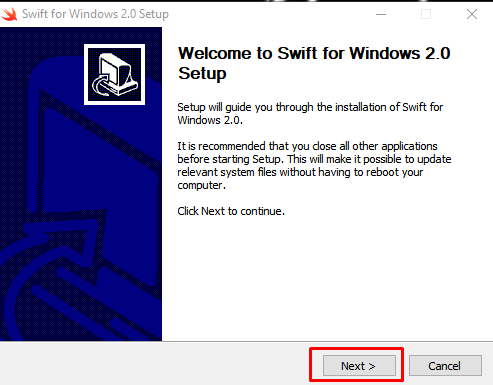 Swift for Windows 2.0 Setup
Welcome to Swift for Windows 2.0
Setup
Setup will guide you through the installation of Swift for
Windows 2.0.
It is recommended that you close all other applications
before starting Setup. This will make it possible to update
relevant system files without having to reboot your
computer.
Click Next to continue.
Next >
Cancel